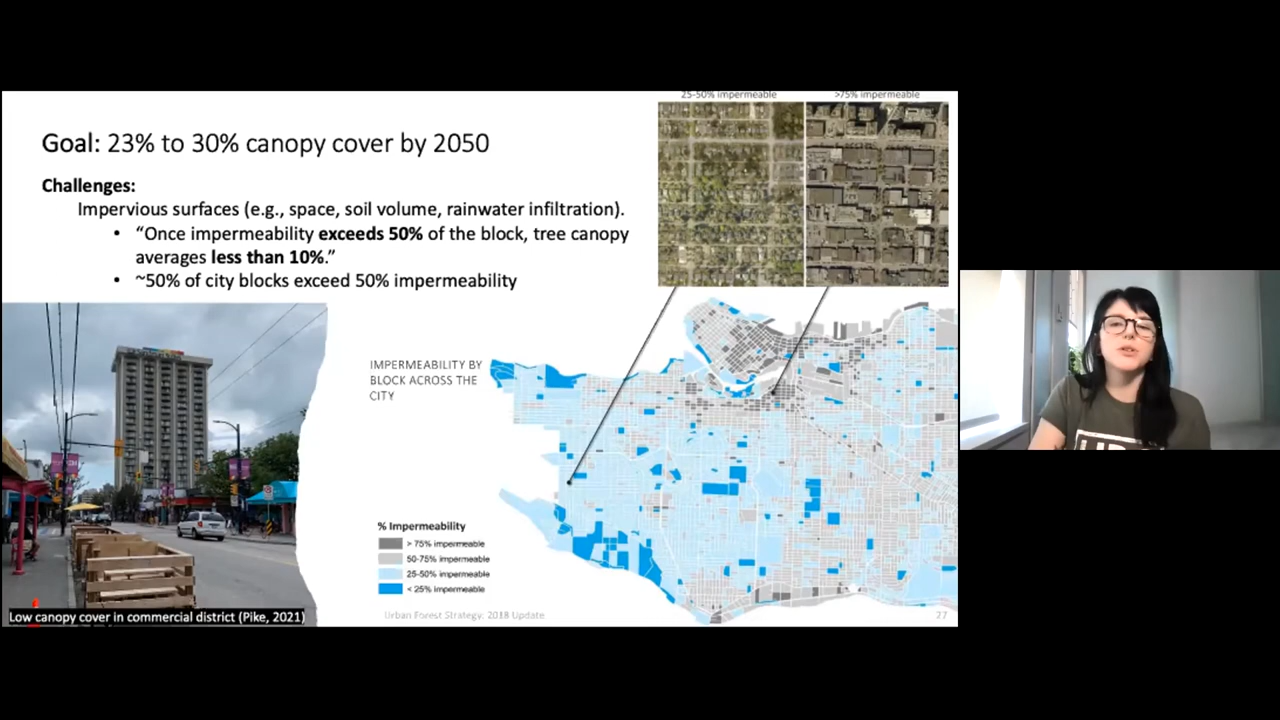 25-50% impermeable
>75% impermeable
Goal: 23% to 30% canopy cover by 2050
Challenges:
Impervious surfaces (e.g., space, soil volume, rainwater infiltration).
• “Once impermeability exceeds 50% of the block, tree canopy
averages less than 10%.”
• ~50% of city blocks exceed 50% impermeability
IMPERMEABILITY BY
BLOCK ACROSS THE
CITY
% Impermeability
> 75% impermeable
50-75% impermeable
25-50% impermeable
< 25% impermeable
Low canopy cover in commercial district (Pike, 2021)
Urban Forest Strategy: 2018 Update
27